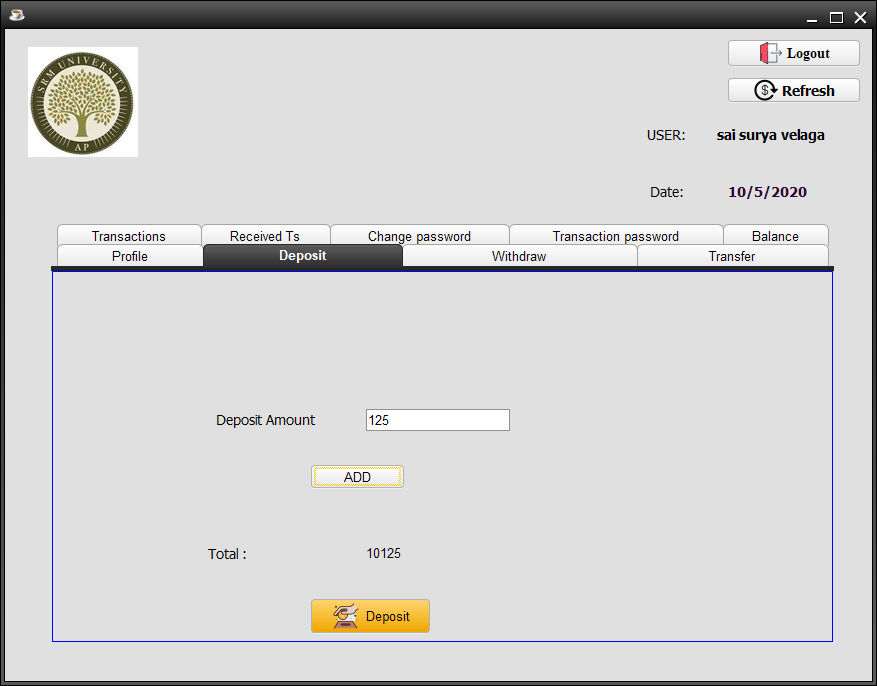 SRM UNIVERSITY
AP
Logout
$ Refresh
USER: sai surya velaga
Date: 10/5/2020
Transactions Received Ts Change password Transaction password Balance
Profile Deposit Withdraw Transfer
Deposit Amount 125
ADD
Total : 10125
Deposit